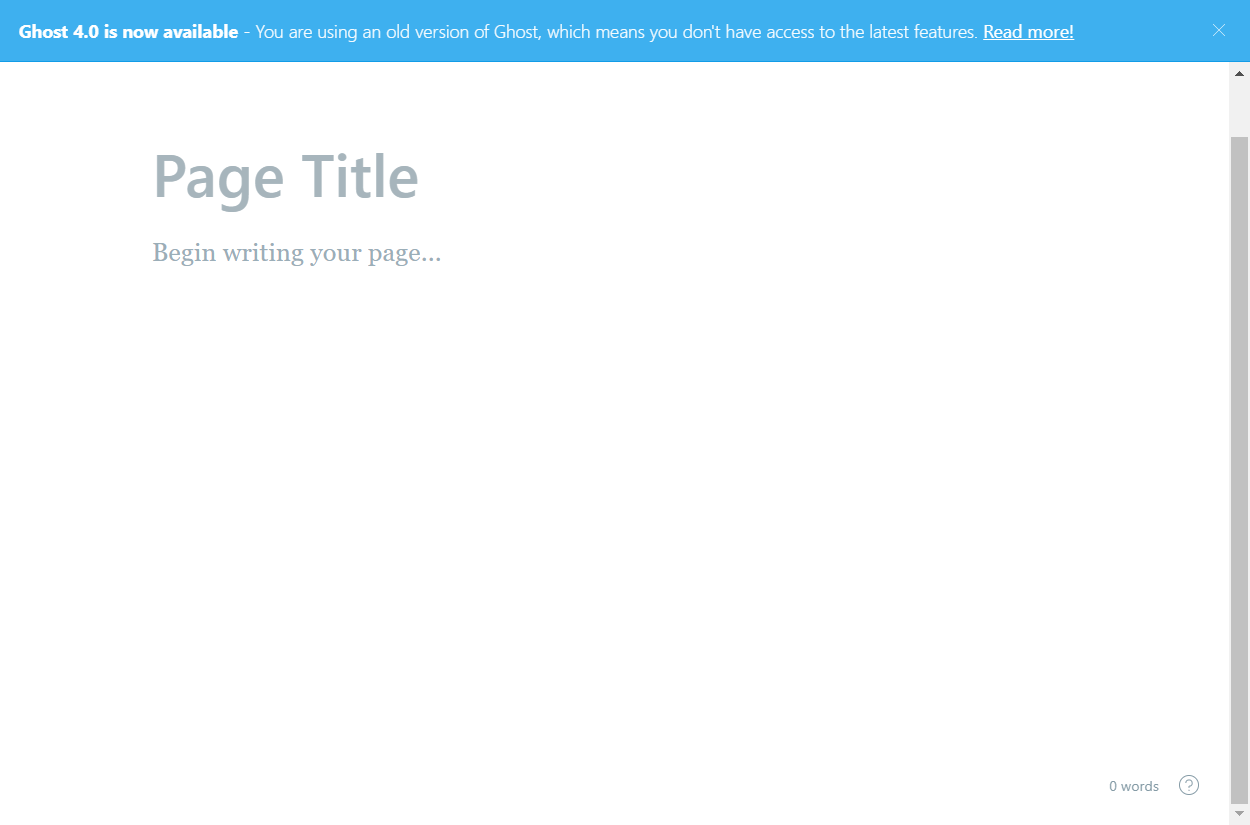 Ghost 4.0 is now available - You are using an old version of Ghost, which means you don't have access to the latest features. Read more!
Page Title
Begin writing your page...
0 words
?